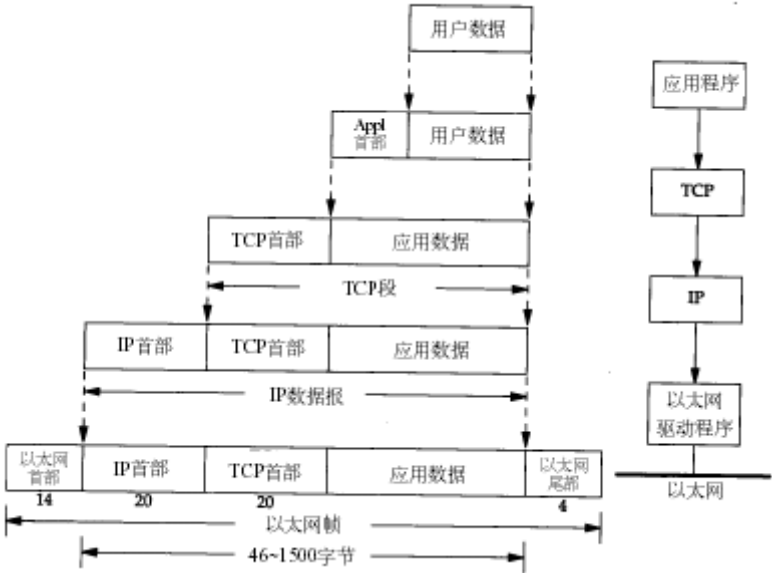 用户数据
Appl
首部
用户数据
应用程序
TCP首部
应用数据
TCP
TCP段
IP首部
TCP首部
应用数据
IP
IP数据报
以太网
驱动程序
以太网
首部
IP首部
TCP首部
应用数据
以太网
尾部
以太网
14
20
20
4
以太网帧
46~1500字节